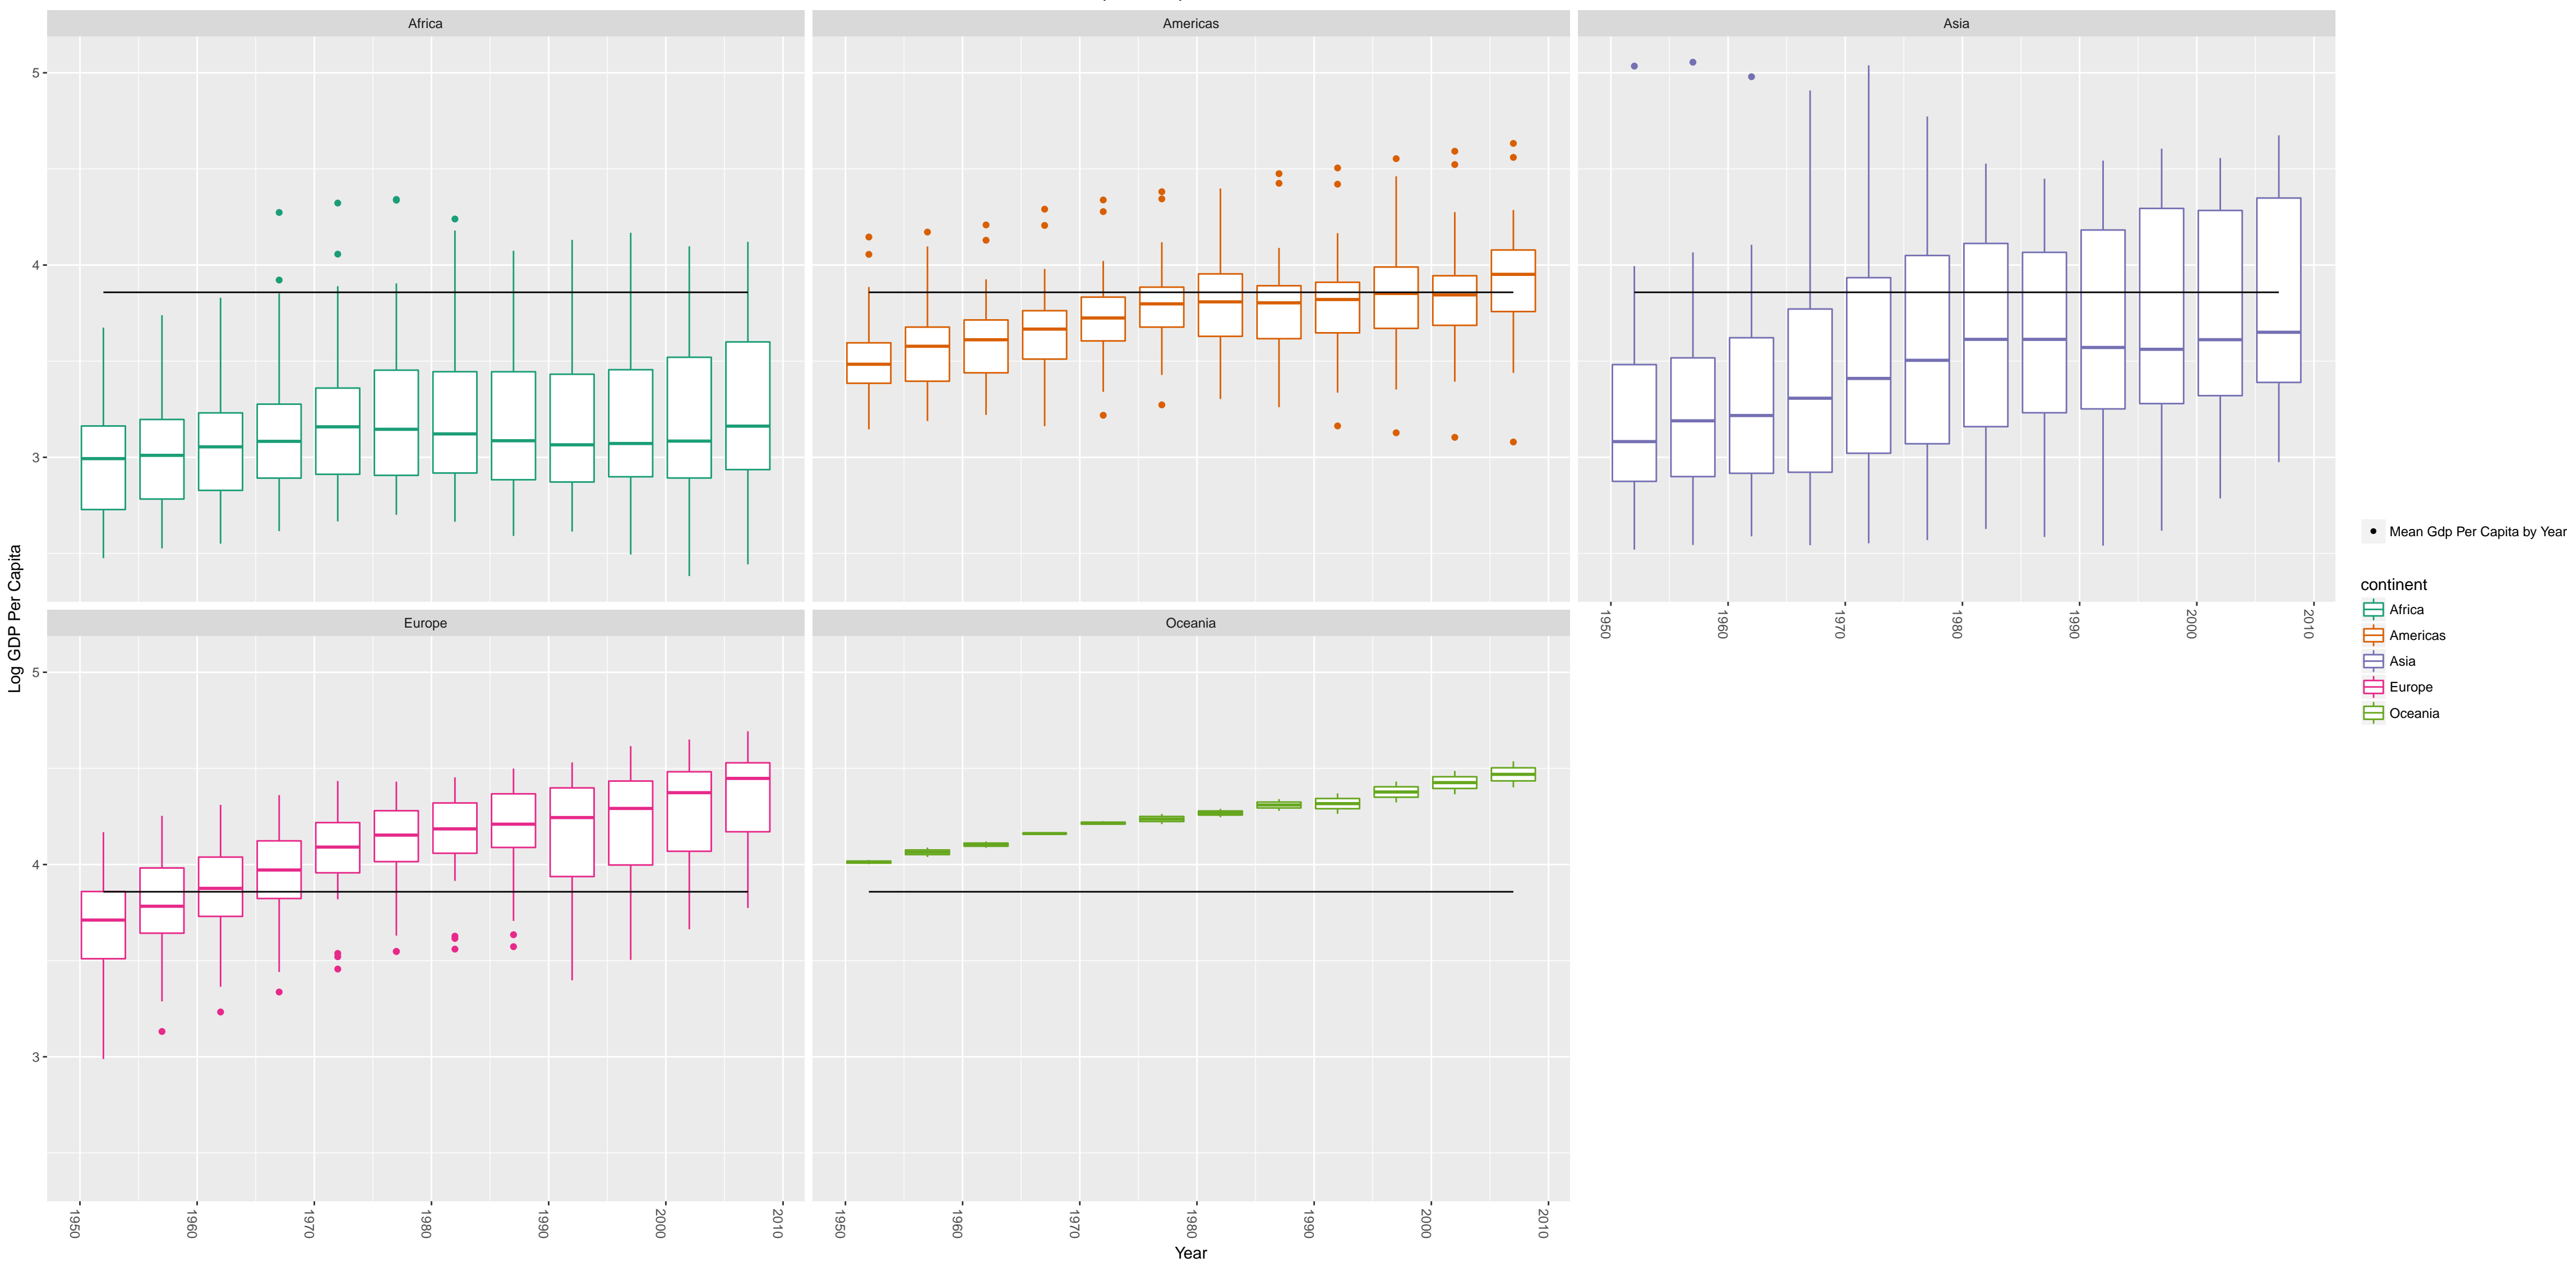 Africa
Americas
Asia
5
4
3
1950
1960
1970
1980
1990
2000
2010
Log GDP Per Capita
Europe
Oceania
5
4
3
1950
1960
1970
1980
1990
2000
2010
1950
1960
1970
1980
1990
2000
2010
Year
Mean Gdp Per Capita by Year
continent
Africa
Americas
Asia
Europe
Oceania